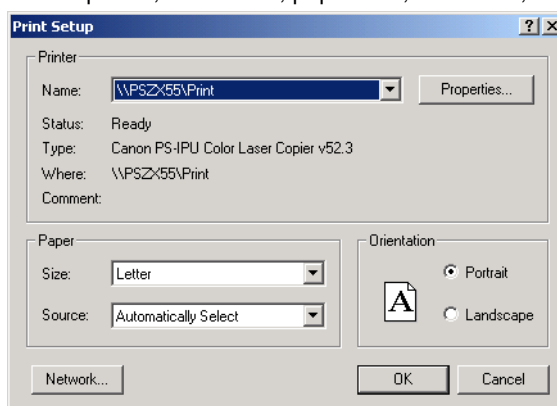 Print Setup
Printer
Name: \\PSZX55\Print Properties...
Status: Ready
Type: Canon PS-IPU Color Laser Copier v52.3
Where: \\PSZX55\Print
Comment:
Paper
Size: Letter
Source: Automatically Select
Orientation
A
Portrait
Landscape
Network... OK Cancel